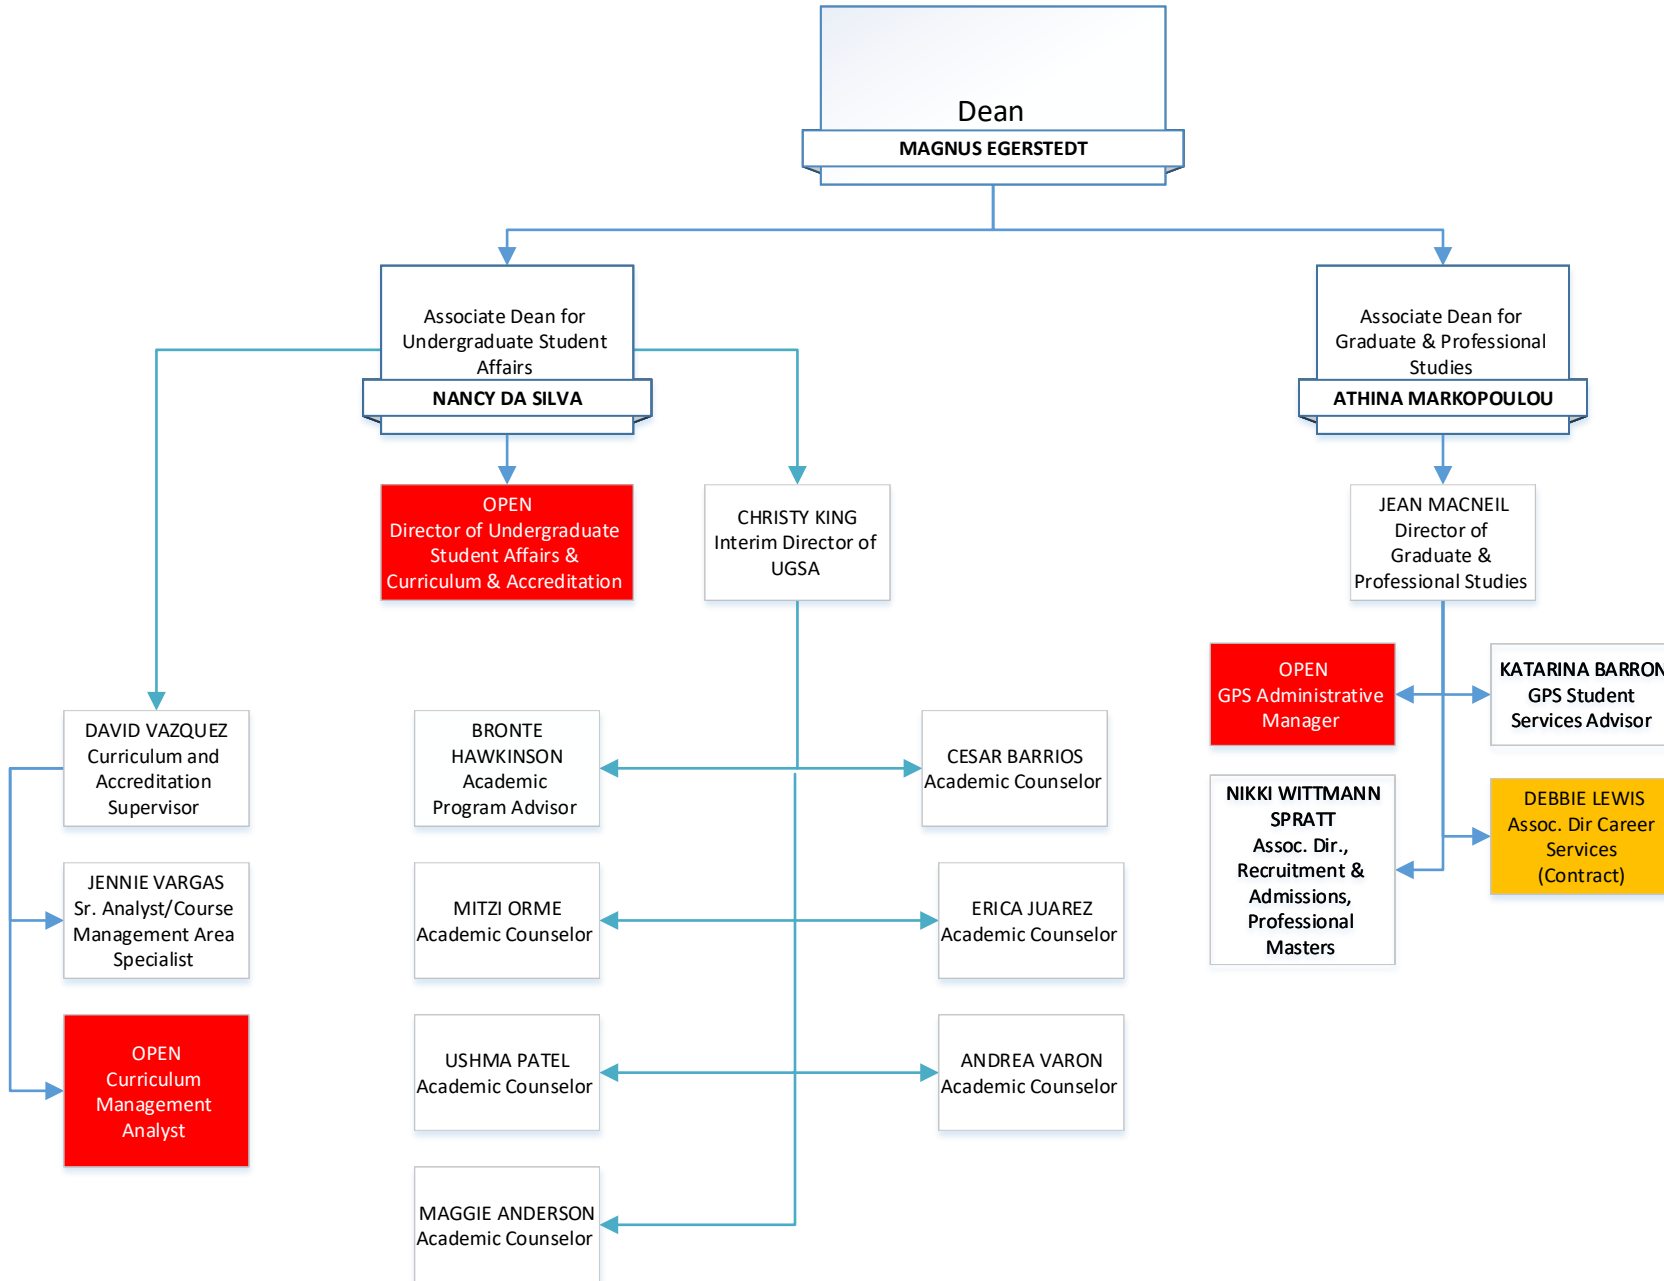 Dean
MAGNUS EGERSTEDT
Associate Dean for
Undergraduate Student
Affairs
NANCY DA SILVA
Associate Dean for
Graduate & Professional
Studies
ATHINA MARKOPOULOU
OPEN
Director of Undergraduate
Student Affairs &
Curriculum & Accreditation
CHRISTY KING
Interim Director of
UGSA
JEAN MACNEIL
Director of
Graduate &
Professional Studies
OPEN
GPS Administrative
Manager
KATARINA BARRON
GPS Student
Services Advisor
DAVID VAZQUEZ
Curriculum and
Accreditation
Supervisor
BRONTE
HAWKINSON
Academic
Program Advisor
CESAR BARRIOS
Academic Counselor
NIKKI WITTMANN
SPRATT
Assoc. Dir.,
Recruitment &
Admissions,
Professional
Masters
DEBBIE LEWIS
Assoc. Dir Career
Services
(Contract)
JENNIE VARGAS
Sr. Analyst/Course
Management Area
Specialist
MITZI ORME
Academic Counselor
ERICA JUAREZ
Academic Counselor
OPEN
Curriculum
Management
Analyst
USHMA PATEL
Academic Counselor
ANDREA VARON
Academic Counselor
MAGGIE ANDERSON
Academic Counselor